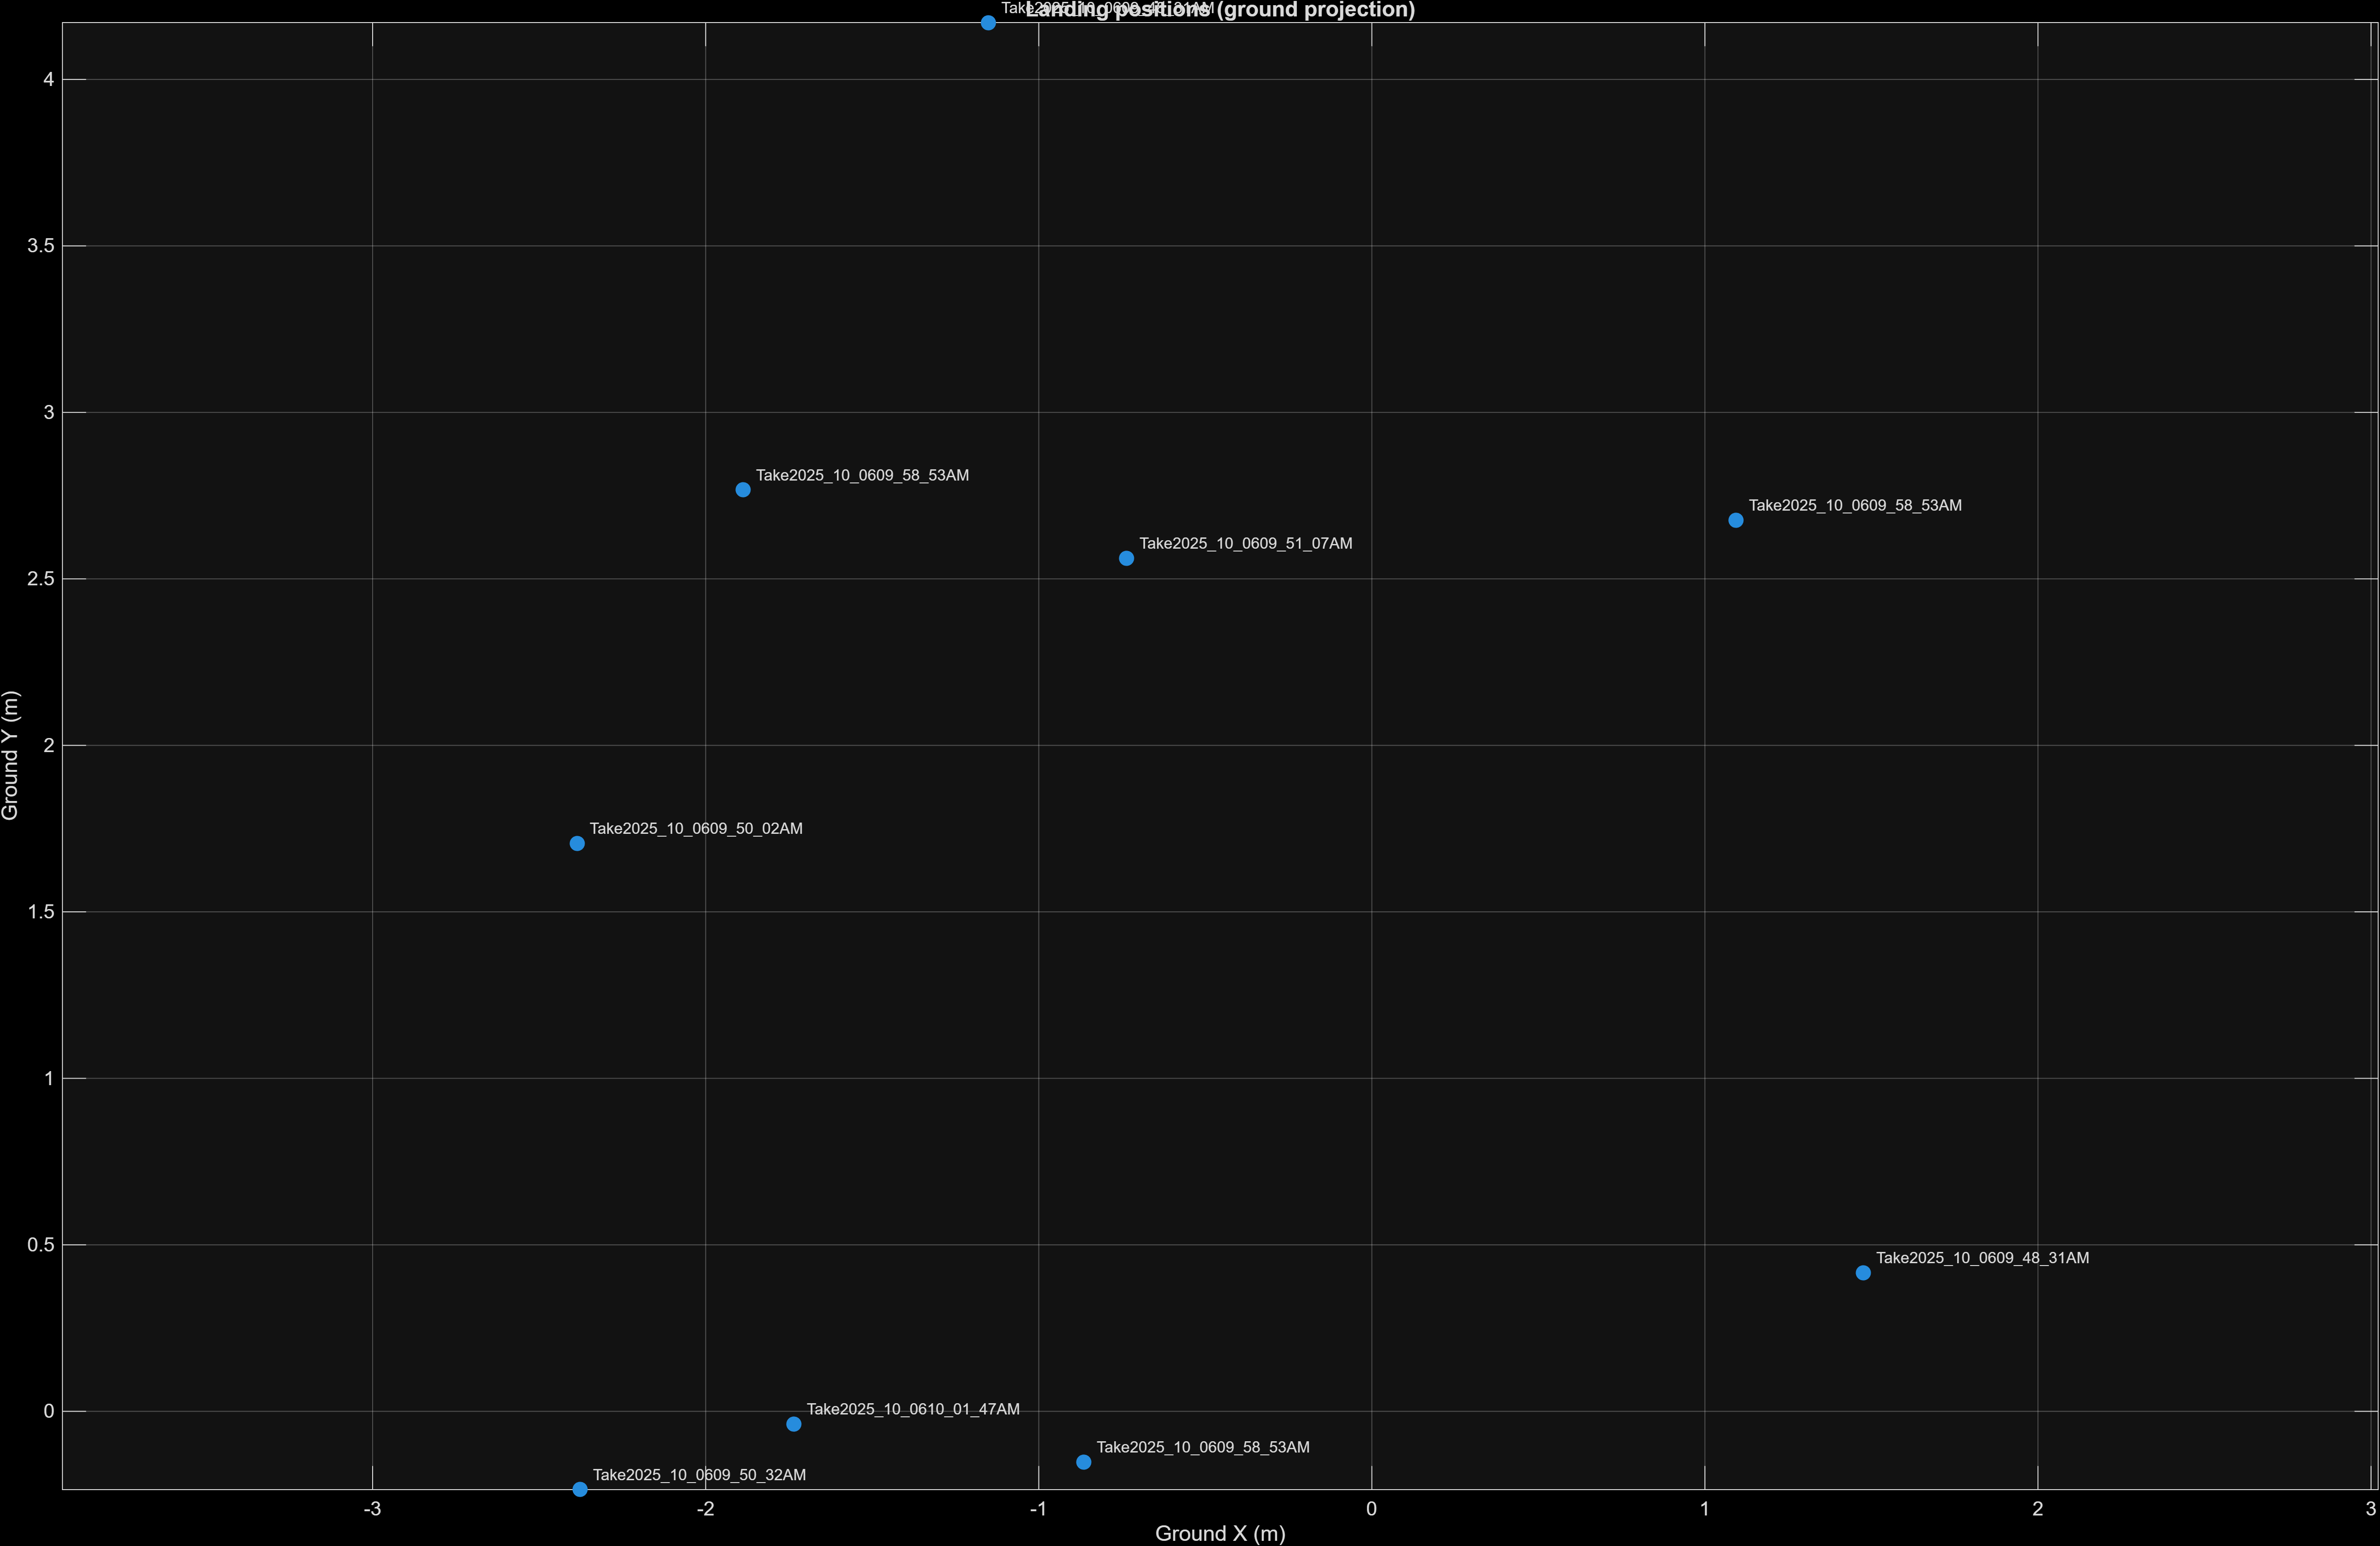 Landing positions (ground projection)
4
3.5
3
Take2025_10_0609_58_53AM
Take2025_10_0609_58_53AM
Take2025_10_0609_51_07AM
2.5
Ground Y (m)
2
Take2025_10_0609_50_02AM
1.5
1
0.5
Take2025_10_0609_48_31AM
0
Take2025_10_0610_01_47AM
Take2025_10_0609_58_53AM
Take2025_10_0609_50_32AM
-3 -2 -1 0 1 2 3
Ground X (m)